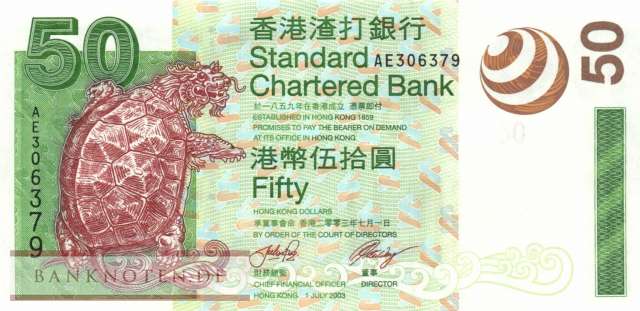 50
香港渣打銀行
Standard
Chartered Bank
AE306379
於一八五九年在香港成立 憑票即付
ESTABLISHED IN HONG KONG 1859
PROMISES TO PAY THE BEARER ON DEMAND
AT ITS OFFICE IN HONG KONG
港幣伍拾圓
Fifty
HONG KONG DOLLARS
承董事會命 香港二零零三年七月一日
BY ORDER OF THE COURT OF DIRECTORS
財務總監 董事
CHIEF FINANCIAL OFFICER DIRECTOR
HONG KONG 1 JULY 2003
AE306379
50
BANKNOTEN.DE